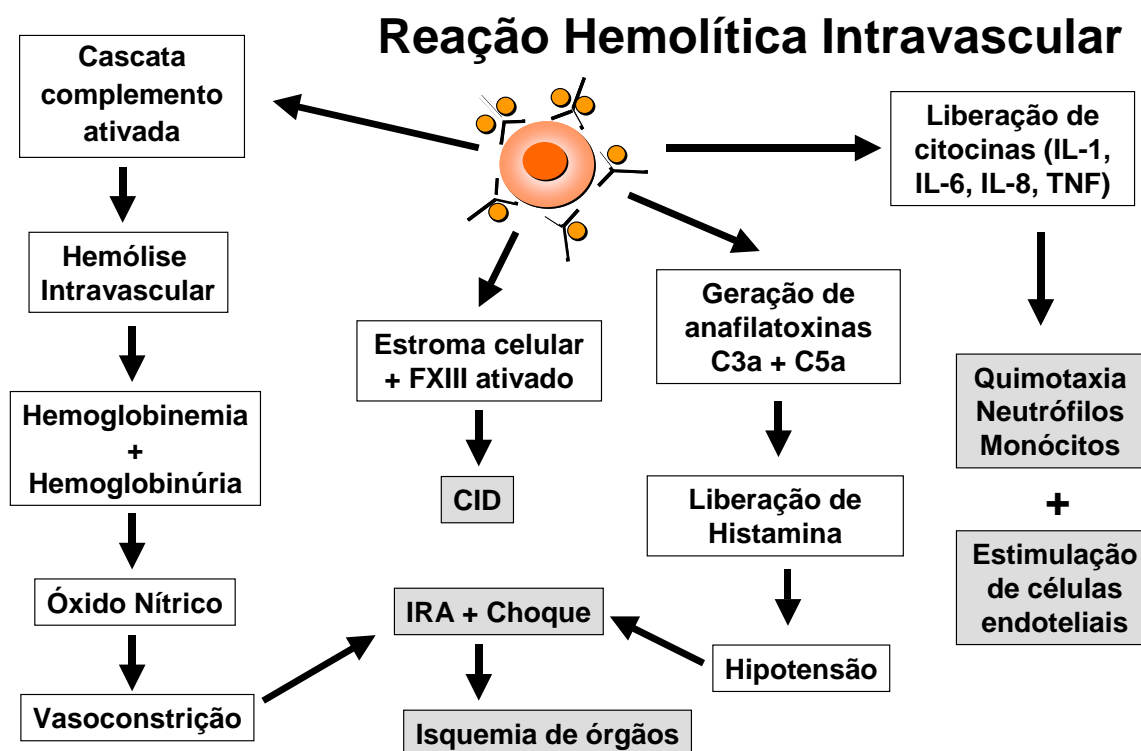 Reação Hemolítica Intravascular
Cascata
complemento
ativada
Hemólise
Intravascular
Hemoglobinemia
+
Hemoglobinúria
Óxido Nítrico
Vasoconstrição
Estroma celular
+ FXIII ativado
CID
IRA + Choque
Isquemia de órgãos
Geração de
anafilatoxinas
C3a + C5a
Liberação de
Histamina
Hipotensão
Liberação de
citocinas (IL-1,
IL-6, IL-8, TNF)
Quimotaxia
Neutrófilos
Monócitos
+
Estimulação
de células
endoteliais